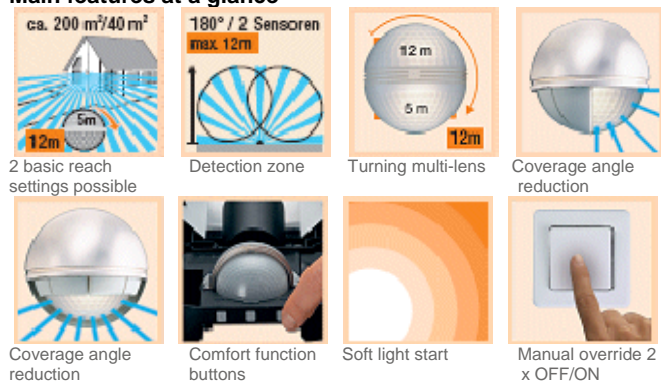 Main features at a glance
ca. 200 m²/40 m²
5m
12m
180° / 2 Sensoren
max. 12m
12 m
5 m
12m
2 basic reach
settings possible
Detection zone
Turning multi-lens
Coverage angle
reduction
Coverage angle
reduction
Comfort function
buttons
Soft light start
Manual override 2
x OFF/ON